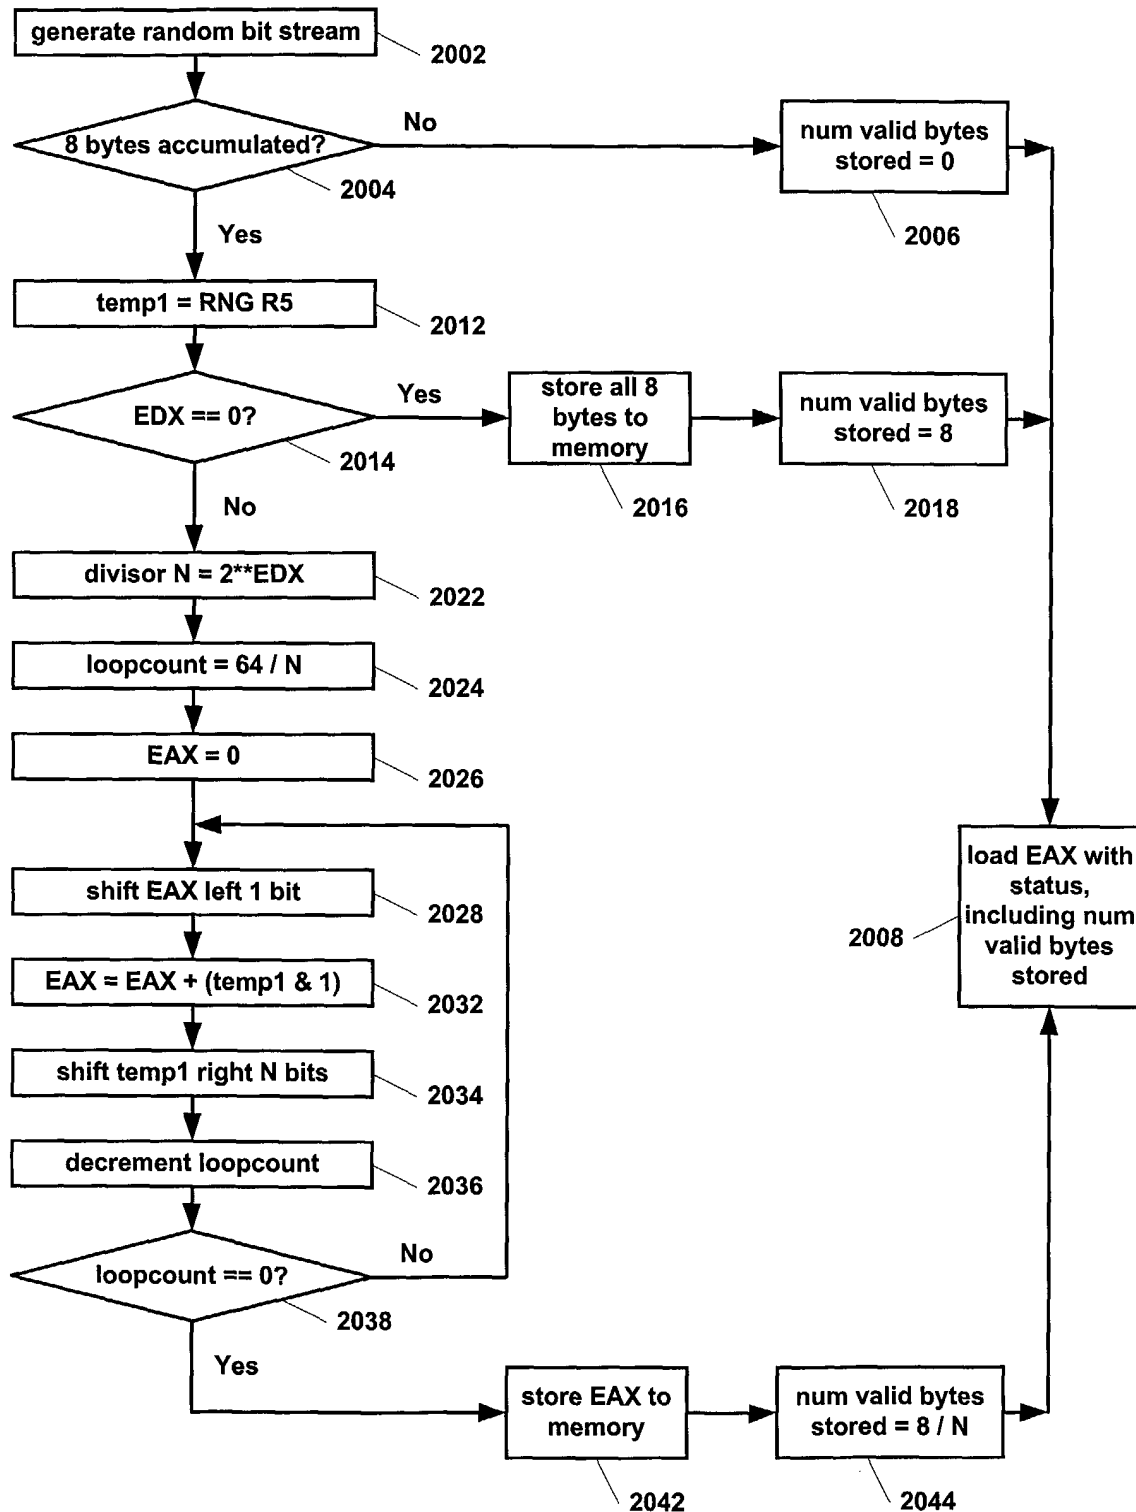 generate random bit stream
2002
8 bytes accumulated?
No
num valid bytes
stored = 0
2004
2006
Yes
temp1 = RNG R5
2012
EDX == 0?
Yes
store all 8
bytes to
memory
num valid bytes
stored = 8
2014
2016
2018
No
divisor N = 2**EDX
2022
loopcount = 64 / N
2024
EAX = 0
2026
shift EAX left 1 bit
2028
load EAX with
status,
including num
valid bytes
stored
2008
EAX = EAX + (temp1 & 1)
2032
shift temp1 right N bits
2034
decrement loopcount
2036
loopcount == 0?
No
2038
Yes
store EAX to
memory
num valid bytes
stored = 8 / N
2042
2044